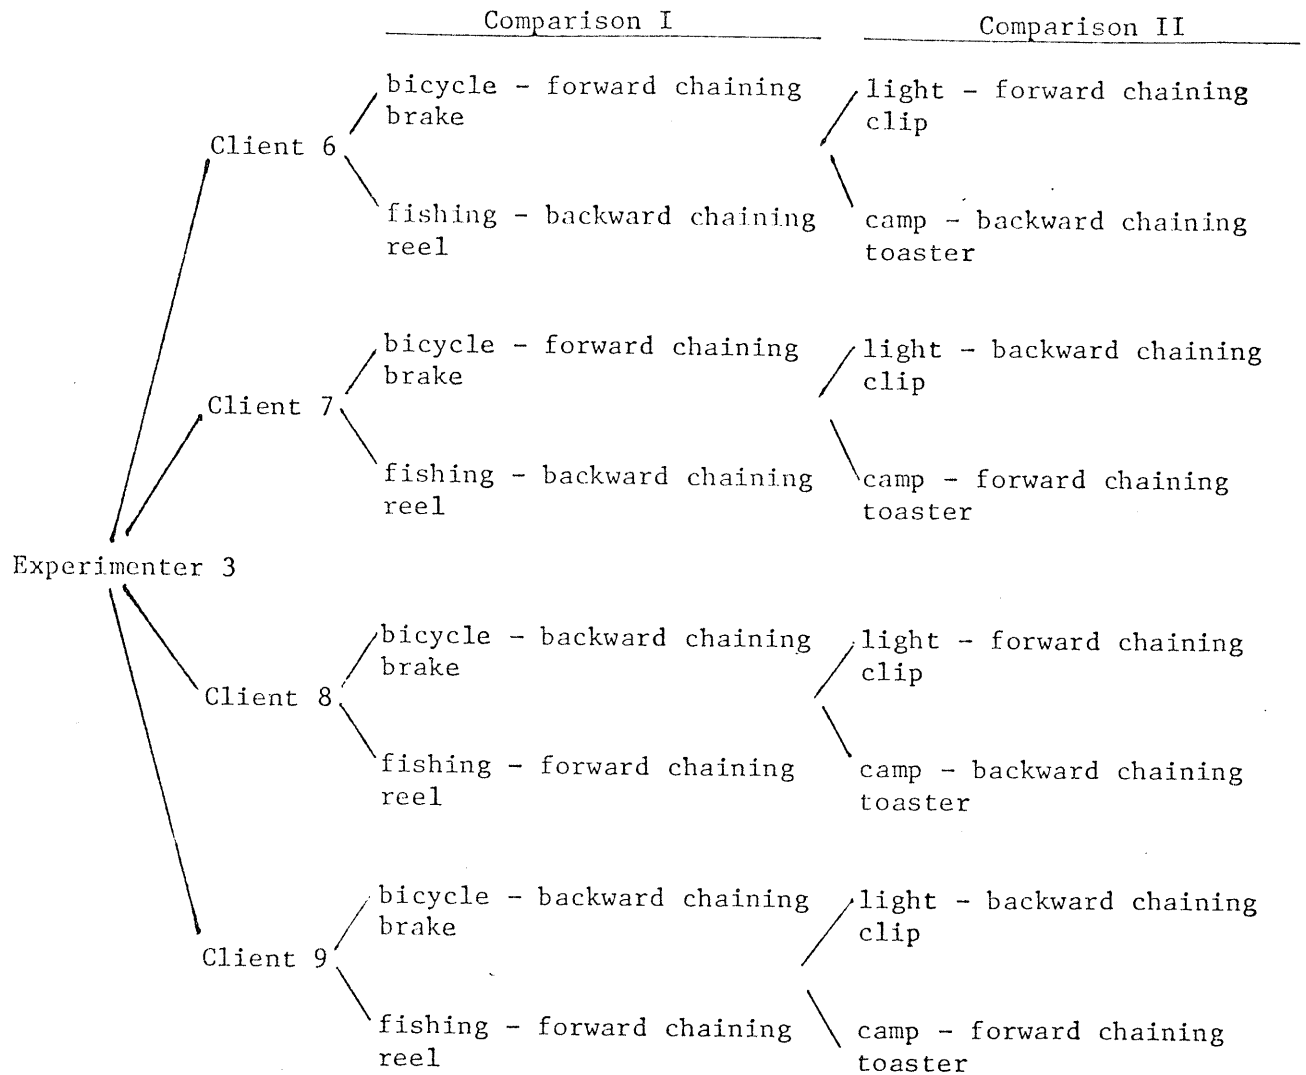 Comparison I
Comparison II
bicycle - forward chaining
brake
light - forward chaining
clip
Client 6
fishing - backward chaining
reel
camp - backward chaining
toaster
bicycle - forward chaining
brake
light - backward chaining
clip
Client 7
fishing - backward chaining
reel
camp - forward chaining
toaster
Experimenter 3
bicycle - backward chaining
brake
light - forward chaining
clip
Client 8
fishing - forward chaining
reel
camp - backward chaining
toaster
bicycle - backward chaining
brake
light - backward chaining
clip
Client 9
fishing - forward chaining
reel
camp - forward chaining
toaster